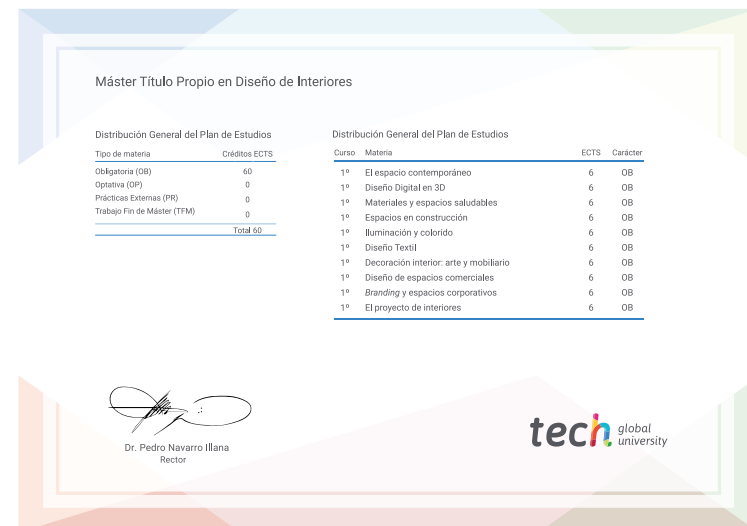 Máster Título Propio en Diseño de Interiores
Distribución General del Plan de Estudios
Tipo de materia Créditos ECTS
Obligatoria (OB) 60
Optativa (OP) 0
Prácticas Externas (PR) 0
Trabajo Fin de Máster (TFM) 0
Total 60
Distribución General del Plan de Estudios
Curso Materia ECTS Carácter
1º El espacio contemporáneo 6 OB
1º Diseño Digital en 3D 6 OB
1º Materiales y espacios saludables 6 OB
1º Espacios en construcción 6 OB
1º Iluminación y colorido 6 OB
1º Diseño Textil 6 OB
1º Decoración interior: arte y mobiliario 6 OB
1º Diseño de espacios comerciales 6 OB
1º Branding y espacios corporativos 6 OB
1º El proyecto de interiores 6 OB
Dr. Pedro Navarro Illana
Rector
tech global university